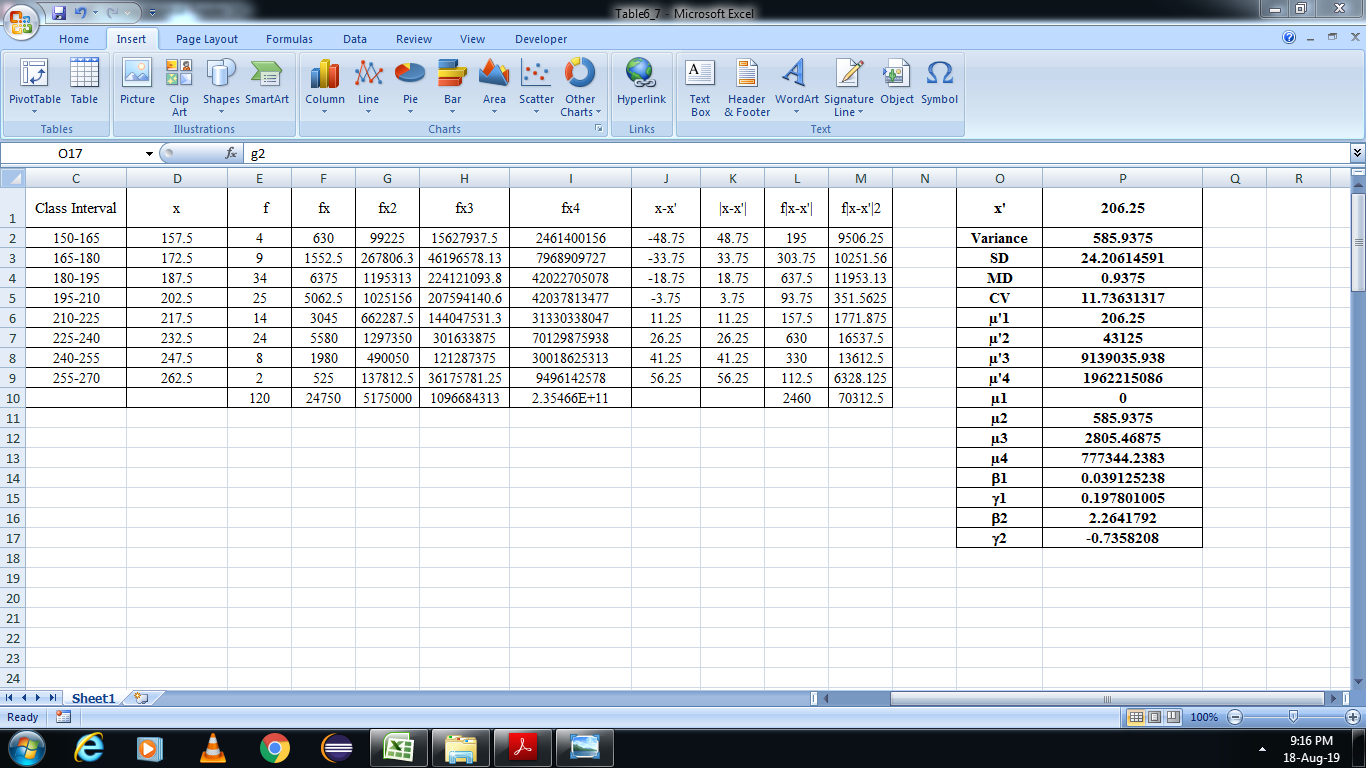 Table6_7 - Microsoft Excel
Home Insert Page Layout Formulas Data Review View Developer
PivotTable Table Picture Clip Art Shapes SmartArt Column Line Pie Bar Area Scatter Other Charts Hyperlink Text Box Header & Footer WordArt Signature Line Object Symbol
Tables Illustrations Charts Links Text
O17 fx g2
C D E F G H I J K L M N O P Q R
1 Class Interval x f fx fx2 fx3 fx4 x-x' |x-x'| f|x-x'| f|x-x'|2 x' 206.25
2 150-165 157.5 4 630 99225 15627937.5 2461400156 -48.75 48.75 195 9506.25 Variance 585.9375
3 165-180 172.5 9 1552.5 267806.3 46196578.13 7968909727 -33.75 33.75 303.75 10251.56 SD 24.20614591
4 180-195 187.5 34 6375 1195313 224121093.8 42022705078 -18.75 18.75 637.5 11953.13 MD 0.9375
5 195-210 202.5 25 5062.5 1025156 207594140.6 42037813477 -3.75 3.75 93.75 351.5625 CV 11.73631317
6 210-225 217.5 14 3045 662287.5 144047531.3 31330338047 11.25 11.25 157.5 1771.875 µ'1 206.25
7 225-240 232.5 24 5580 1297350 301633875 70129875938 26.25 26.25 630 16537.5 µ'2 43125
8 240-255 247.5 8 1980 490050 121287375 30018625313 41.25 41.25 330 13612.5 µ'3 9139035.938
9 255-270 262.5 2 525 137812.5 36175781.25 9496142578 56.25 56.25 112.5 6328.125 µ'4 1962215086
10 120 24750 5175000 1096684313 2.35466E+11 2460 70312.5 µ1 0
11 µ2 585.9375
12 µ3 2805.46875
13 µ4 777344.2383
14 β1 0.039125238
15 γ1 0.197801005
16 β2 2.2641792
17 γ2 -0.7358208
18
19
20
21
22
23
24
Sheet1
Ready 100%
9:16 PM
18-Aug-19